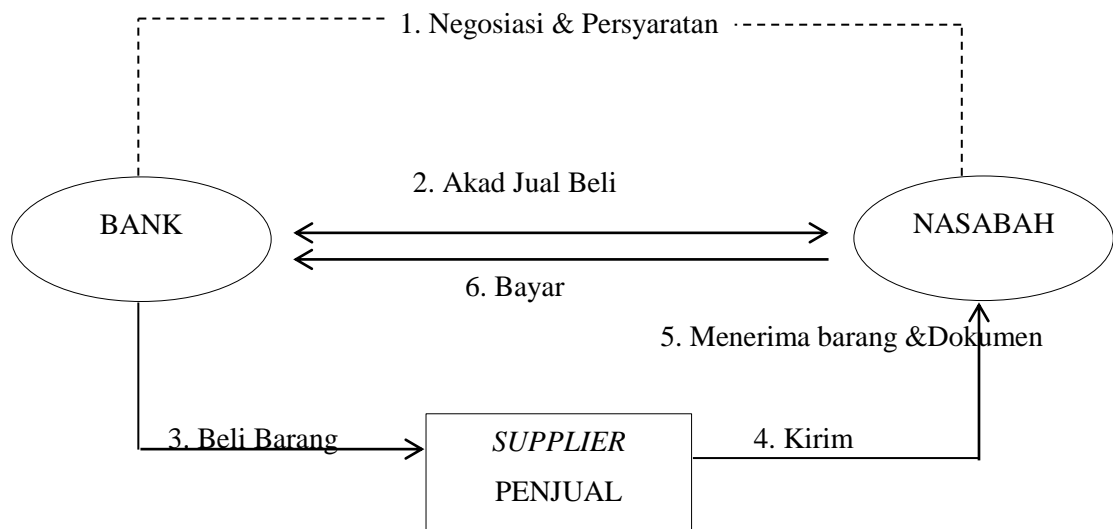 1. Negosiasi & Persyaratan
2. Akad Jual Beli
BANK
NASABAH
6. Bayar
5. Menerima barang &Dokumen
3. Beli Barang
SUPPLIER
PENJUAL
4. Kirim